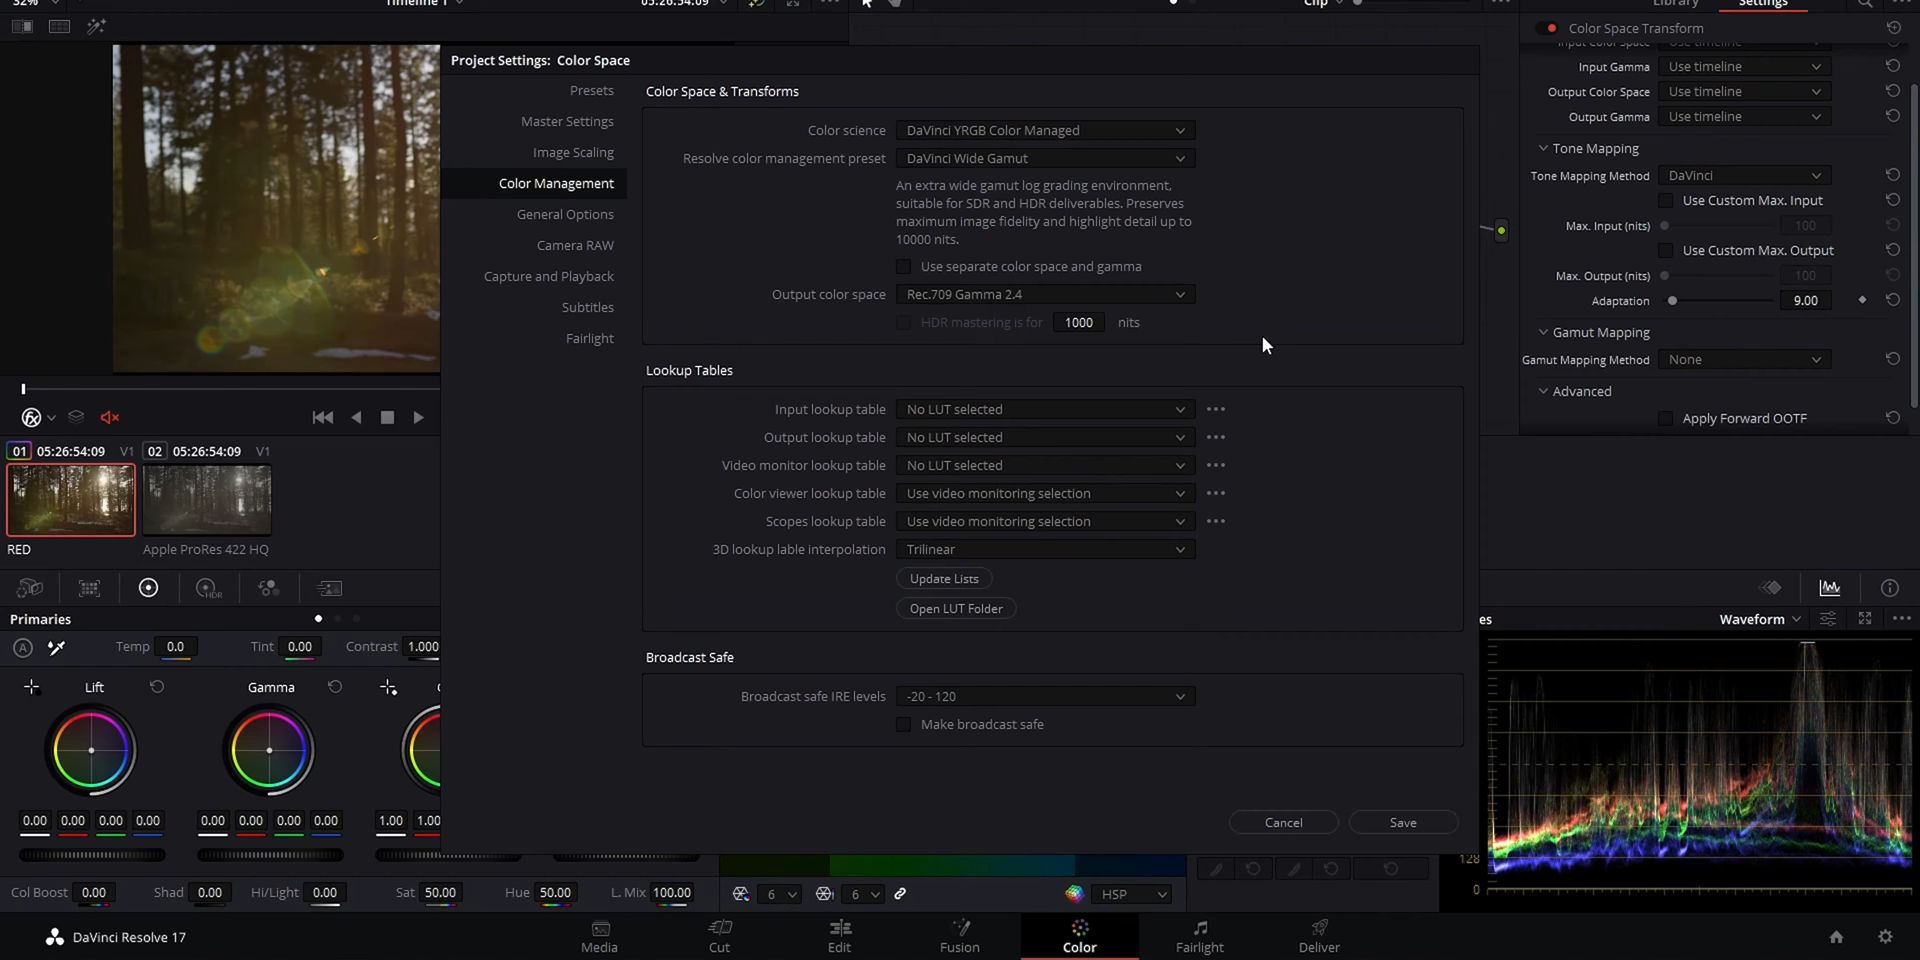 32%
Timeline 1
05:26:54:09
Clip
Library
Settings
Color Space Transform
Input Color Space Use timeline
Input Gamma Use timeline
Output Color Space Use timeline
Output Gamma Use timeline
Tone Mapping
Tone Mapping Method DaVinci
Use Custom Max. Input
Max. Input (nits) 100
Use Custom Max. Output
Max. Output (nits) 100
Adaptation 9.00
Gamut Mapping
Gamut Mapping Method None
Advanced
Apply Forward OOTF
Project Settings: Color Space
Presets
Master Settings
Image Scaling
Color Management
General Options
Camera RAW
Capture and Playback
Subtitles
Fairlight
Color Space & Transforms
Color science DaVinci YRGB Color Managed
Resolve color management preset DaVinci Wide Gamut
An extra wide gamut log grading environment,
suitable for SDR and HDR deliverables. Preserves
maximum image fidelity and highlight detail up to
10000 nits.
Use separate color space and gamma
Output color space Rec.709 Gamma 2.4
HDR mastering is for 1000 nits
Lookup Tables
Input lookup table No LUT selected
Output lookup table No LUT selected
Video monitor lookup table No LUT selected
Color viewer lookup table Use video monitoring selection
Scopes lookup table Use video monitoring selection
3D lookup lable interpolation Trilinear
Update Lists
Open LUT Folder
Broadcast Safe
Broadcast safe IRE levels -20 - 120
Make broadcast safe
Cancel
Save
01 05:26:54:09 V1
02 05:26:54:09 V1
RED
Apple ProRes 422 HQ
HDR
Primaries
A
Temp 0.0
Tint 0.00
Contrast 1.000
Lift
Gamma
0.00 0.00 0.00 0.00
0.00 0.00 0.00 0.00
1.00 1.00
Col Boost 0.00
Shad 0.00
Hi/Light 0.00
Sat 50.00
Hue 50.00
L. Mix 100.00
6
6
HSP
es
Waveform
128
0
DaVinci Resolve 17
Media
Cut
Edit
Fusion
Color
Fairlight
Deliver